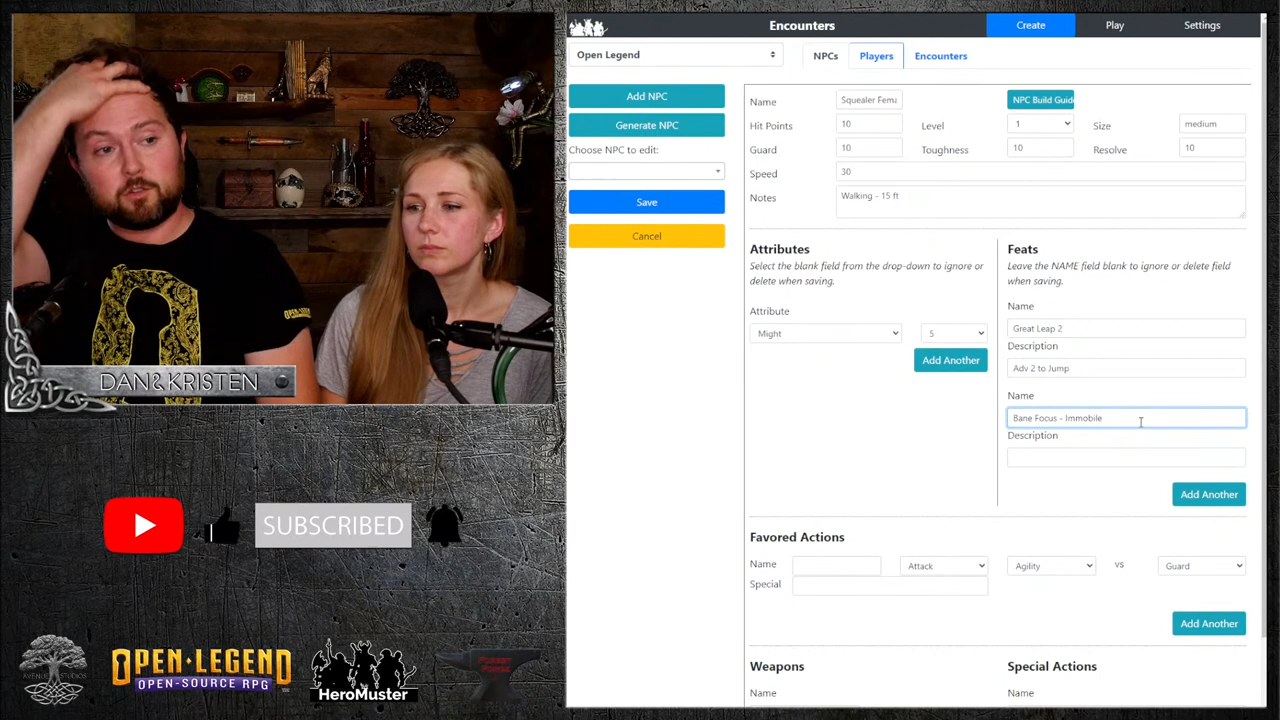 Encounters
Create
Play
Settings
Open Legend
NPCs
Players
Encounters
Add NPC
Generate NPC
Choose NPC to edit:
Save
Cancel
Name
Squealer Fema
NPC Build Guid
Hit Points
10
Level
1
Size
medium
Guard
10
Toughness
10
Resolve
10
Speed
30
Notes
Walking - 15 ft
Attributes
Select the blank field from the drop-down to ignore or
delete when saving.
Attribute
Might
5
Add Another
Feats
Leave the NAME field blank to ignore or delete field
when saving.
Name
Great Leap 2
Description
Adv 2 to Jump
Name
Bane Focus - Immobile
Description
Add Another
Favored Actions
Name
Attack
Agility
vs
Guard
Special
Add Another
Weapons
Name
Special Actions
Name
DAN & KRISTEN
SUBSCRIBED
AVENUE STUDIOS
OPEN LEGEND
OPEN-SOURCE RPG
HeroMuster